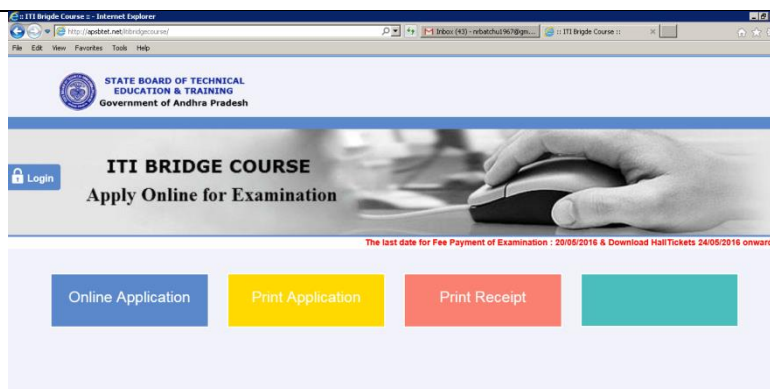 :: ITI Brigde Course :: - Internet Explorer
http://apsbtet.net/itibridgecourse/
Inbox (43) - nrbatchu1967@gm...
:: ITI Brigde Course ::
File Edit View Favorites Tools Help
STATE BOARD OF TECHNICAL
EDUCATION & TRAINING
Government of Andhra Pradesh
Login
ITI BRIDGE COURSE
Apply Online for Examination
The last date for Fee Payment of Examination : 20/05/2016 & Download HallTickets 24/05/2016 onward
Online Application
Print Application
Print Receipt